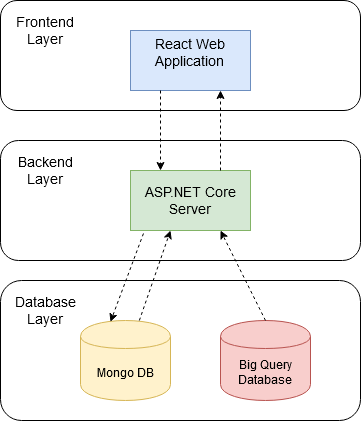 Frontend
Layer
React Web
Application
Backend
Layer
ASP.NET Core
Server
Database
Layer
Mongo DB
Big Query
Database